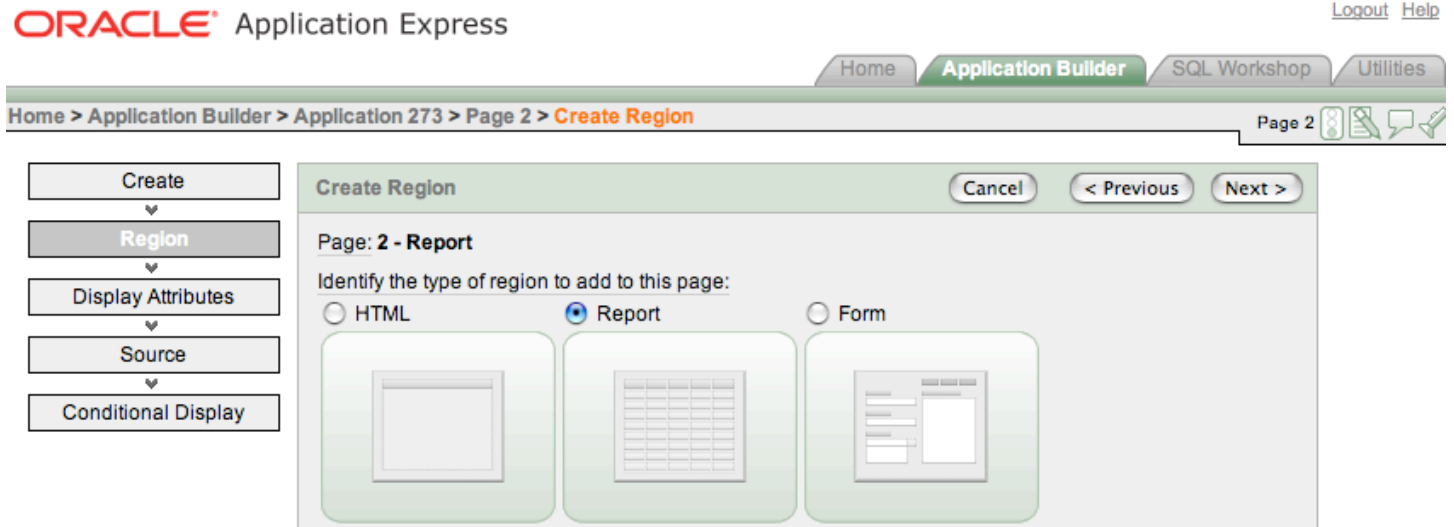 ORACLE Application Express
Logout Help
Home Application Builder SQL Workshop Utilities
Home > Application Builder > Application 273 > Page 2 > Create Region
Page 2
Create
Region
Display Attributes
Source
Conditional Display
Create Region
Cancel < Previous Next >
Page: 2 - Report
Identify the type of region to add to this page:
HTML Report Form